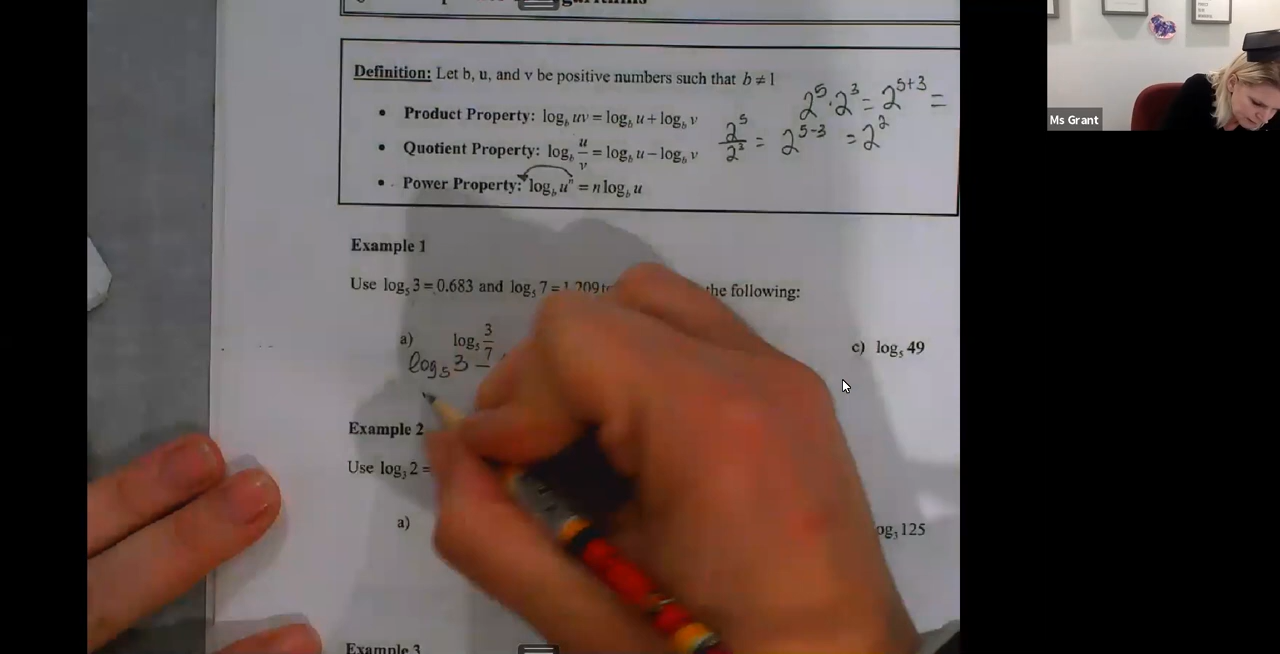 Definition: Let b, u, and v be positive numbers such that b ≠ 1
• Product Property: log_b uv = log_b u + log_b v
2^5 · 2^3 = 2^{5+3} =
• Quotient Property: log_b u/v = log_b u − log_b v
2^5/2^3 = 2^{5-3} = 2^2
• Power Property: log_b u^n = n log_b u
Example 1
Use log_5 3 = 0.683 and log_5 7 = 1.209 the following:
a) log_5 3/7
c) log_5 49
log_5 3 −
Example 2
Use log_3 2 =
a)
og_3 125
Example 3
Ms Grant